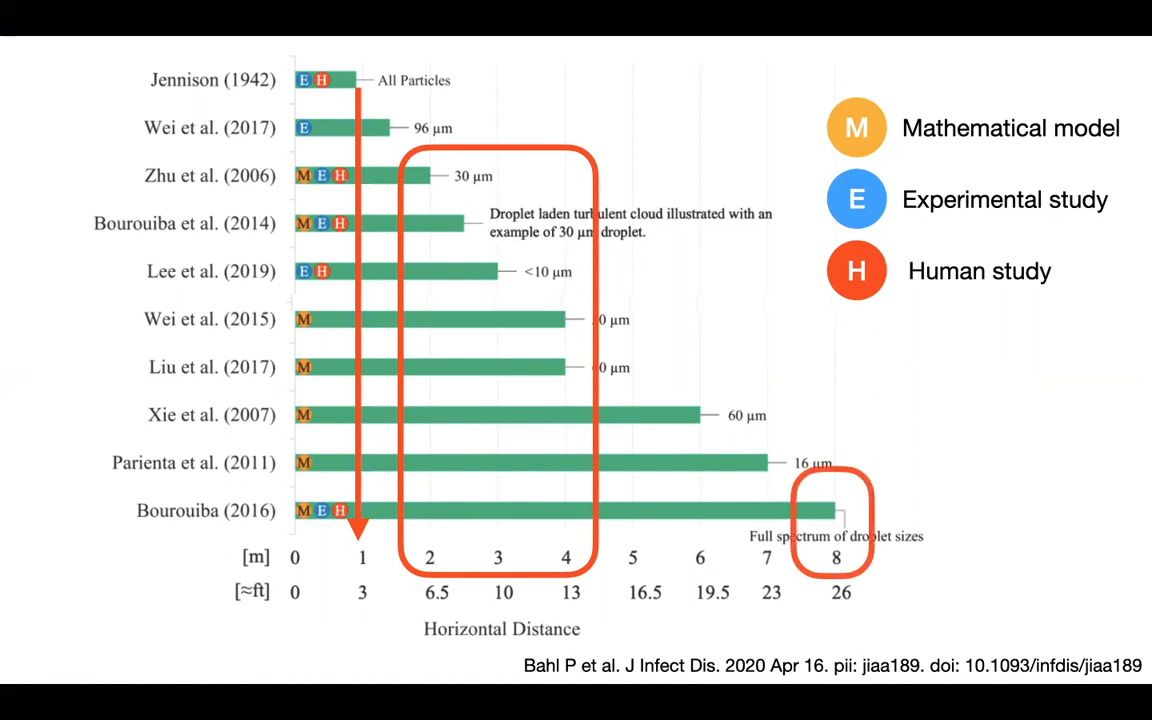 Jennison (1942) E H All Particles
Wei et al. (2017) E 96 μm
Zhu et al. (2006) M E H 30 μm
Bourouiba et al. (2014) M E H Droplet laden turbulent cloud illustrated with an
example of 30 μm droplet.
Lee et al. (2019) E H <10 μm
Wei et al. (2015) M 0 μm
Liu et al. (2017) M 0 μm
Xie et al. (2007) M 60 μm
Parienta et al. (2011) M 16 μm
Bourouiba (2016) M E H
Full spectrum of droplet sizes
[m] 0 1 2 3 4 5 6 7 8
[≈ft] 0 3 6.5 10 13 16.5 19.5 23 26
Horizontal Distance
M Mathematical model
E Experimental study
H Human study
Bahl P et al. J Infect Dis. 2020 Apr 16. pii: jiaa189. doi: 10.1093/infdis/jiaa189